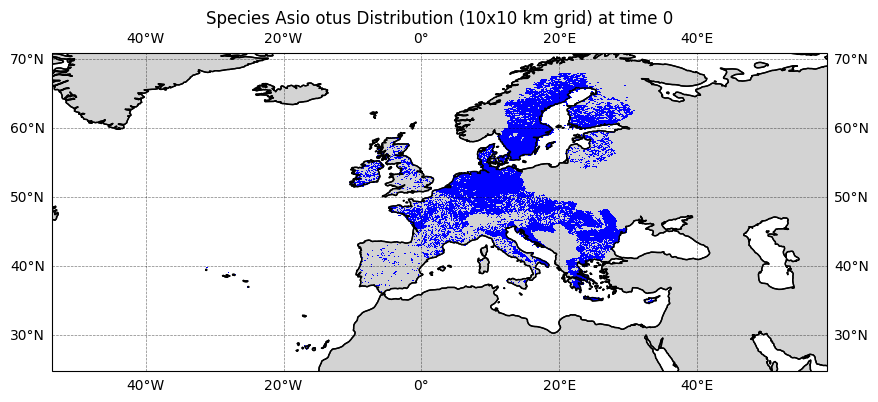 Species Asio otus Distribution (10x10 km grid) at time 0
40°W 20°W 0° 20°E 40°E
70°N 70°N
60°N 60°N
50°N 50°N
40°N 40°N
30°N 30°N
40°W 20°W 0° 20°E 40°E